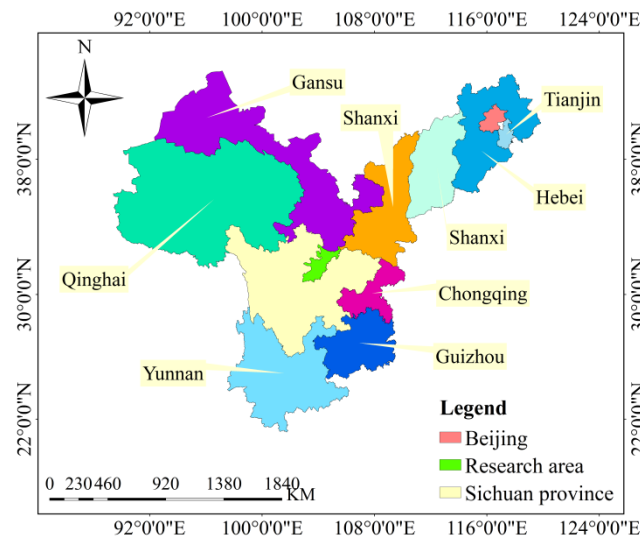 92°0'0"E 100°0'0"E 108°0'0"E 116°0'0"E 124°0'0"E
N
Gansu
Shanxi
Tianjin
38°0'0"N
38°0'0"N
Hebei
Shanxi
Qinghai
Chongqing
30°0'0"N
30°0'0"N
Guizhou
Yunnan
Legend
Beijing
Research area
Sichuan province
22°0'0"N
22°0'0"N
0 230 460 920 1380 1840
KM
92°0'0"E 100°0'0"E 108°0'0"E 116°0'0"E 124°0'0"E